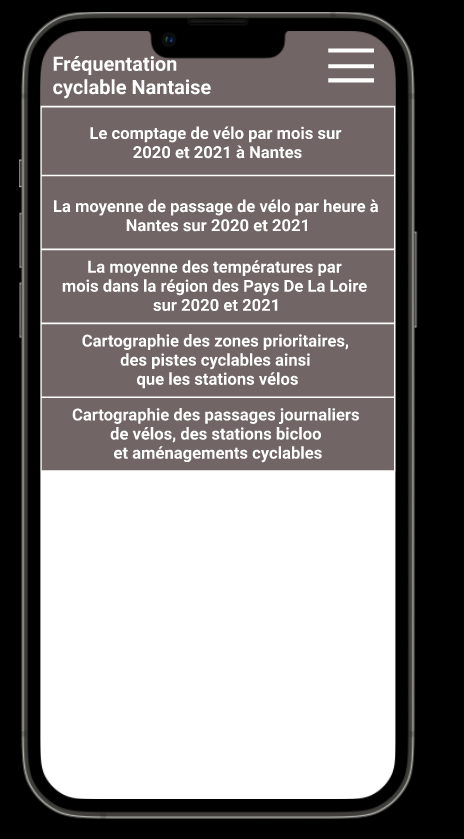 Fréquentation
cyclable Nantaise
Le comptage de vélo par mois sur
2020 et 2021 à Nantes
La moyenne de passage de vélo par heure à
Nantes sur 2020 et 2021
La moyenne des températures par
mois dans la région des Pays De La Loire
sur 2020 et 2021
Cartographie des zones prioritaires,
des pistes cyclables ainsi
que les stations vélos
Cartographie des passages journaliers
de vélos, des stations bicloo
et aménagements cyclables